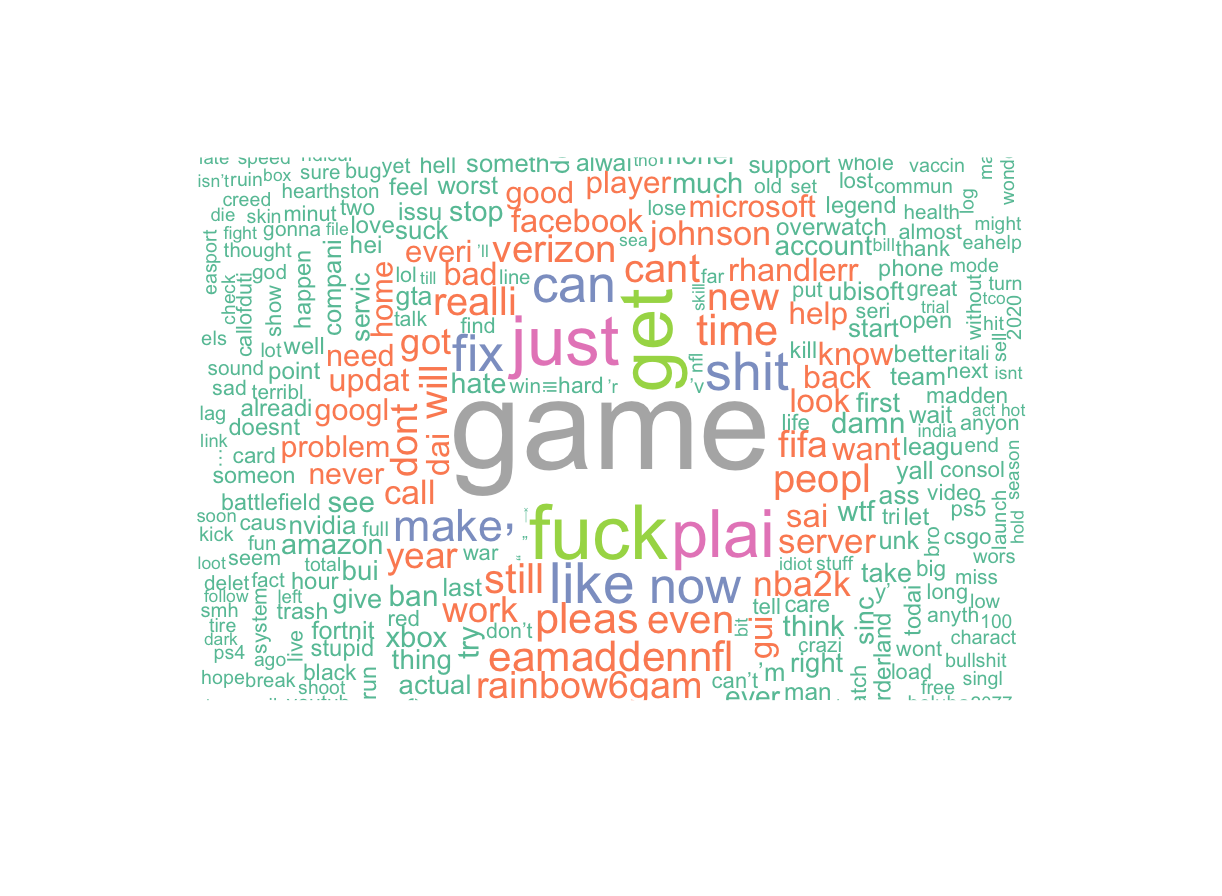 late speed yet hell someth alwai tho support whole vaccin
isn't ruin box sure bug feel worst good player much old set lost commun
creed hearthston log
die skin minut two issu stop facebook lose microsoft legend health
fight gonna file love suck johnson overwatch almost might
easport thought hei everi 'll verizon sea account bill thank eahelp
god happen compani servic home lol till bad line can cant far rhandlerr phone mode
check callofduti show gta realli get skill new put ubisoft great without turn
talk find just time help seri trial tco 2020
els lot well need got fix start open hit sell
sound point updat will hate win hard 'r nfl 'v shit kill know better itali
sad terribl back team next isnt
lag alreadi googl dont game look first madden
doesnt life damn wait act hot
link problem dai fifa want india anyon
card leagu end
someon never peopl yall consol season
battlefield see call ass video
soon caus nvidia full make sai wtf tri let ps5 launch hold
kick fuck plai bro csgo
fun amazon year war server unk wors
loot seem total bui still like now idiot stuff take big miss
delet fact hour nba2k y' long
follow left give ban last tell care low
smh systeme trash work pleas even sinc todai anyth 100
tire red don't bit gui think
dark live fortnit xbox try crazi wont charact
ps4 ago stupid thing eamaddennfl 'm right bullshit
hope break black run load singl
shoot actual rainbow6gam can't man free
ever